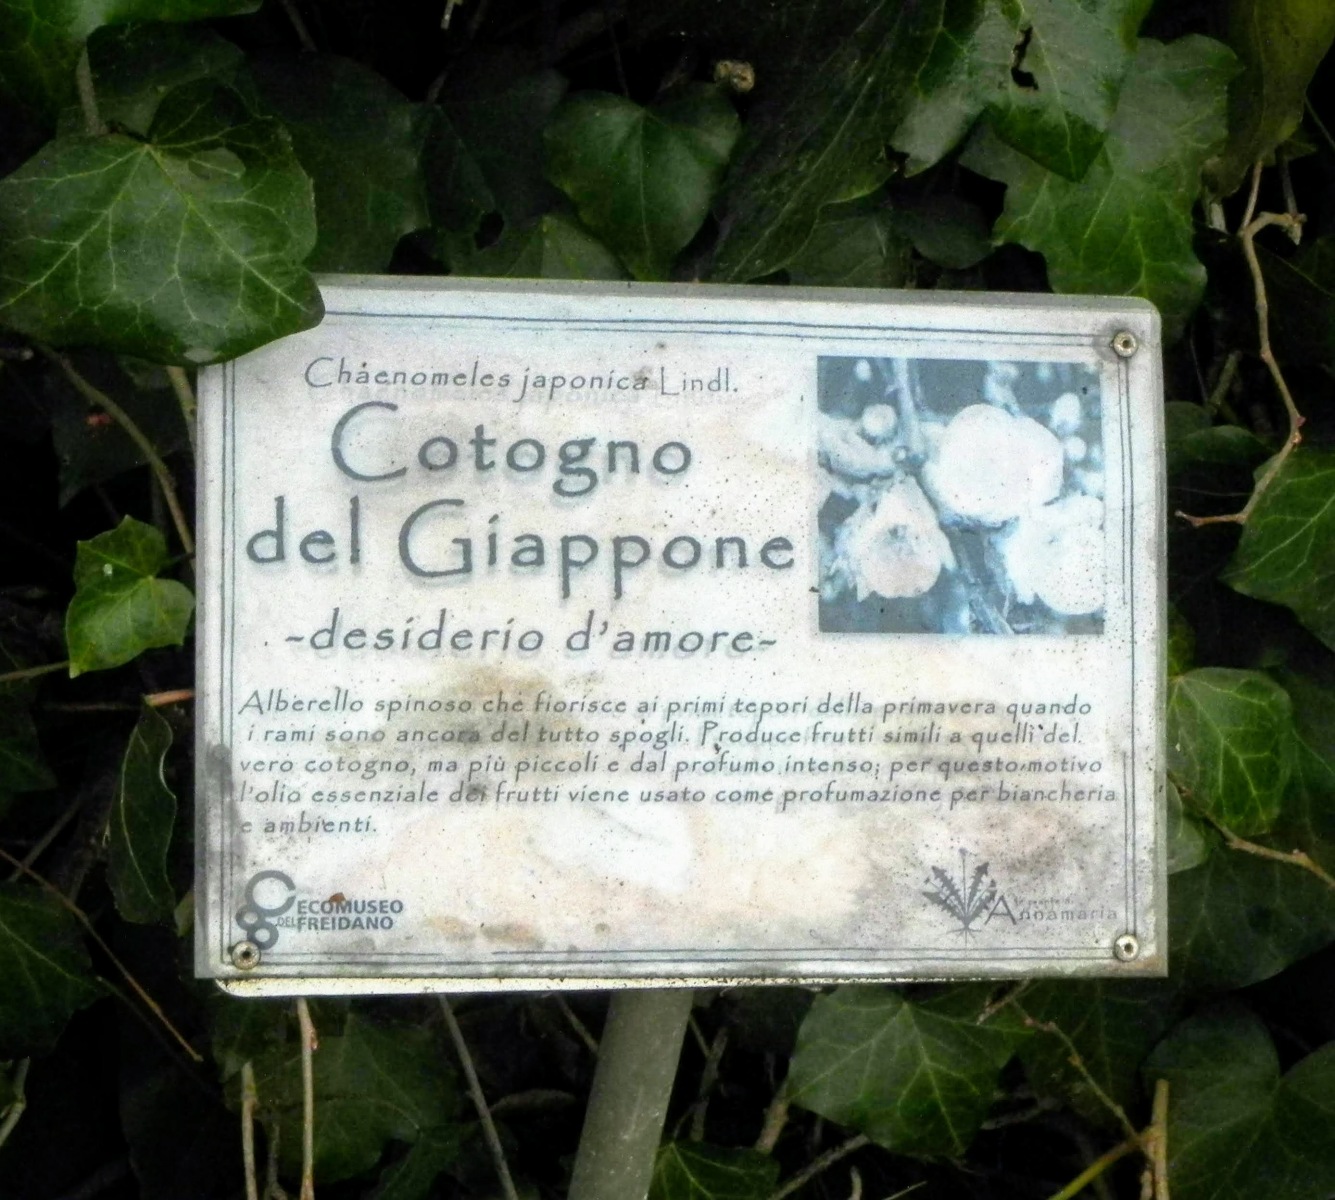 Chaenomeles japonica Lindl.
Cotogno
del Giappone
-desiderio d'amore-
Alberello spinoso che fiorisce ai primi tepori della primavera quando
i rami sono ancora del tutto spogli. Produce frutti simili a quelli del
vero cotogno, ma più piccoli e dal profumo intenso; per questo motivo
l'olio essenziale dei frutti viene usato come profumazione per biancheria
e ambienti.
ECOMUSEO
DEL FREIDANO
Annamaria